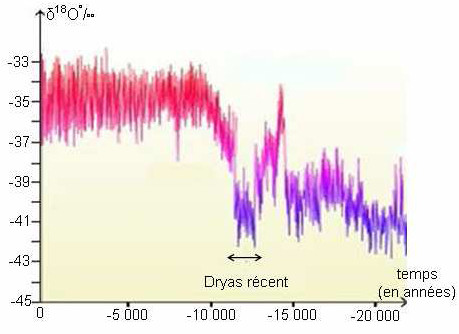 δ18O°/∞
-33
-35
-37
-39
-41
-43
-45
0 -5 000 -10 000 -15 000 -20 000
Dryas récent
temps
(en années)